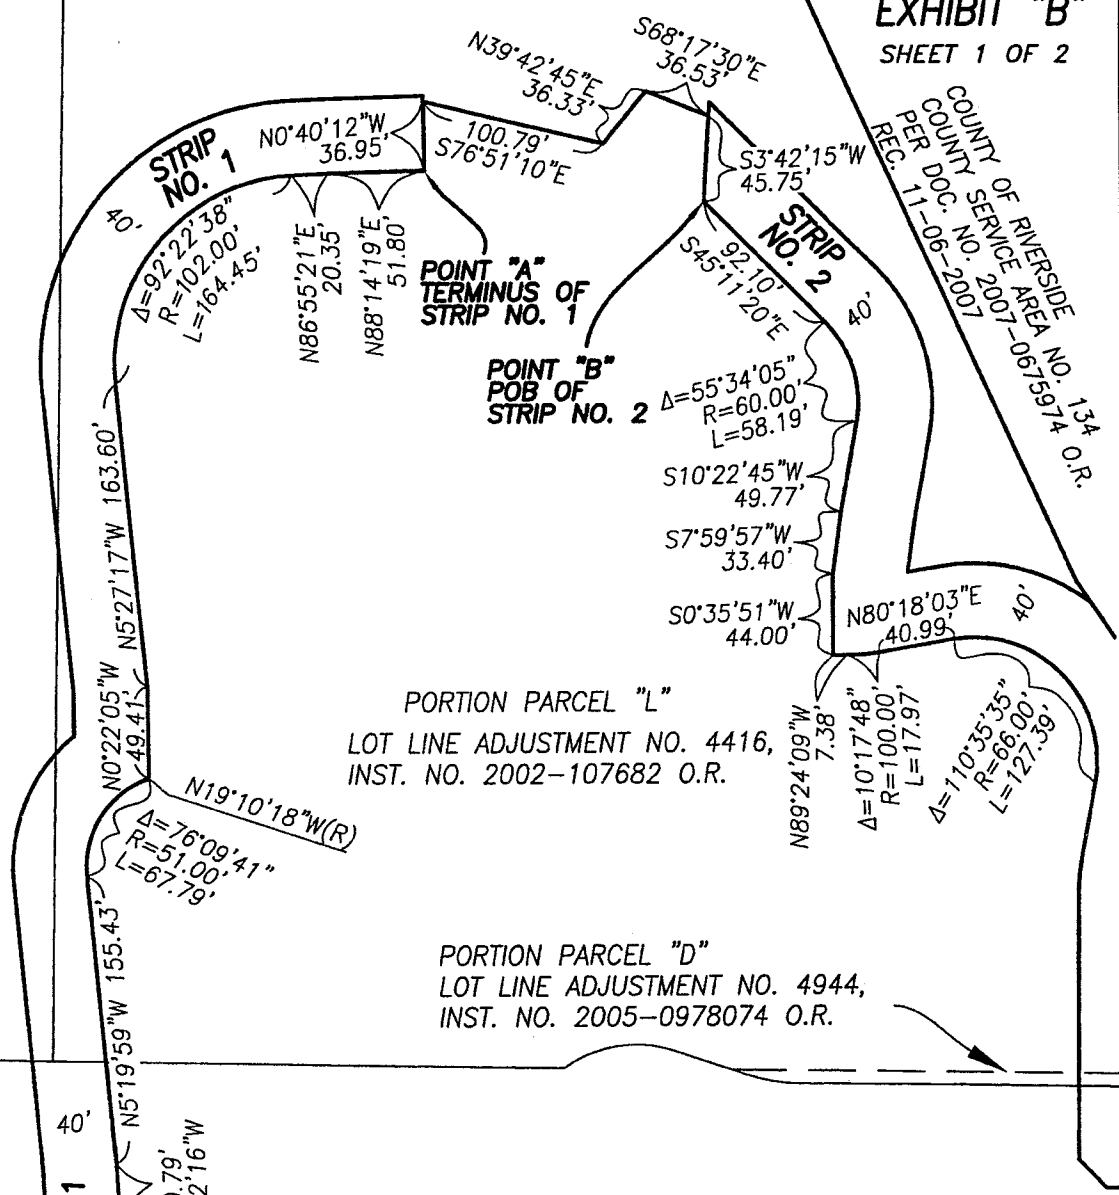 EXHIBIT "B"
SHEET 1 OF 2
COUNTY OF RIVERSIDE
COUNTY SERVICE AREA NO. 134
PER DOC. NO. 2007-0675974 O.R.
REC. 11-06-2007
N39°42'45"E
36.33'
S68°17'30"E
36.53'
STRIP
NO. 1
N0°40'12"W
36.95'
100.79'
S76°51'10"E
S3°42'15"W
45.75'
40'
Δ=92°22'38"
R=102.00'
L=164.45'
N86°55'21"E
20.35'
N88°14'19"E
51.80'
POINT "A"
TERMINUS OF
STRIP NO. 1
STRIP
NO. 2
92.10'
S45°11'20"E
40'
POINT "B"
POB OF
STRIP NO. 2
Δ=55°34'05"
R=60.00'
L=58.19'
S10°22'45"W
49.77'
S7°59'57"W
33.40'
S0°35'51"W
44.00'
N80°18'03"E
40.99'
40'
N5°27'17"W 163.60'
N0°22'05"W
49.41'
PORTION PARCEL "L"
LOT LINE ADJUSTMENT NO. 4416,
INST. NO. 2002-107682 O.R.
N89°24'09"W
7.38'
Δ=10°17'48"
R=100.00'
L=17.97'
Δ=110°35'35"
R=66.00'
L=127.39'
N19°10'18"W(R)
Δ=76°09'41"
R=51.00'
L=67.79'
N5°19'59"W 155.43'
PORTION PARCEL "D"
LOT LINE ADJUSTMENT NO. 4944,
INST. NO. 2005-0978074 O.R.
40'
1
.79'
2'16"W